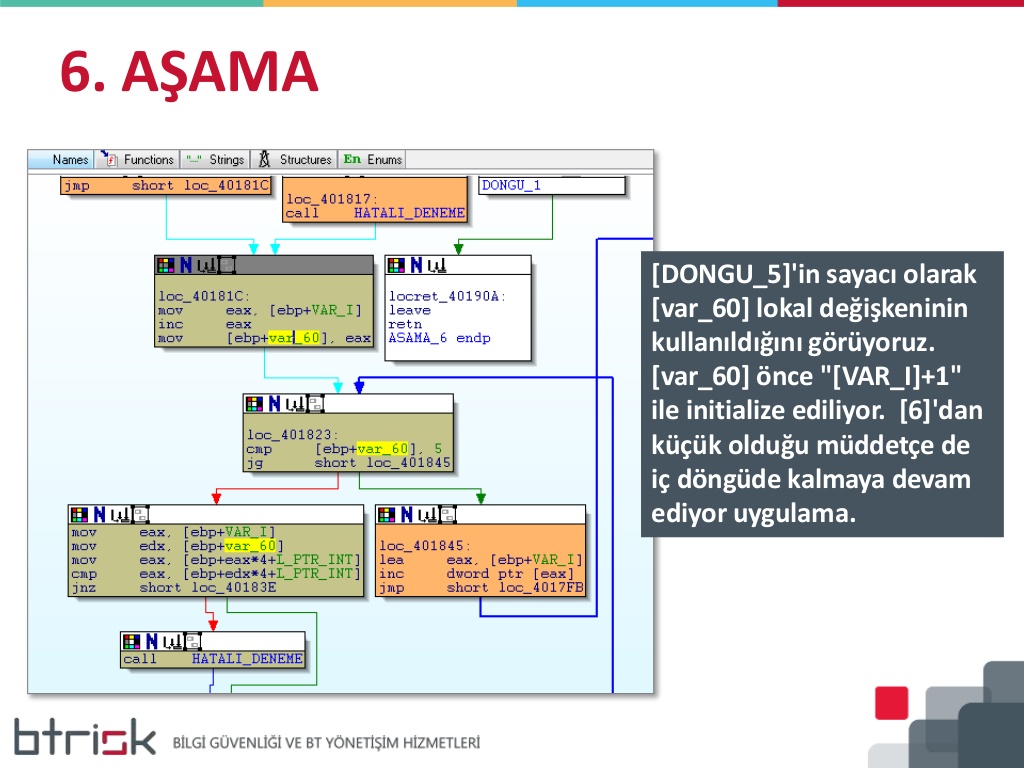 6. AŞAMA
Names Functions "..." Strings Structures En Enums
jmp short loc_40181C
loc_401817:
call HATALI_DENEME
DONGU_1
loc_40181C:
mov eax, [ebp+VAR_I]
inc eax
mov [ebp+var_60], eax
locret_40190A:
leave
retn
ASAMA_6 endp
loc_401823:
cmp [ebp+var_60], 5
jg short loc_401845
mov eax, [ebp+VAR_I]
mov edx, [ebp+var_60]
mov eax, [ebp+eax*4+L_PTR_INT]
cmp eax, [ebp+edx*4+L_PTR_INT]
jnz short loc_40183E
loc_401845:
lea eax, [ebp+VAR_I]
inc dword ptr [eax]
jmp short loc_4017FB
call HATALI_DENEME
[DONGU_5]'in sayacı olarak
[var_60] lokal değişkeninin
kullanıldığını görüyoruz.
[var_60] önce "[VAR_I]+1"
ile initialize ediliyor. [6]'dan
küçük olduğu müddetçe de
iç döngüde kalmaya devam
ediyor uygulama.
btrisk BİLGİ GÜVENLİĞİ VE BT YÖNETİŞİM HİZMETLERİ